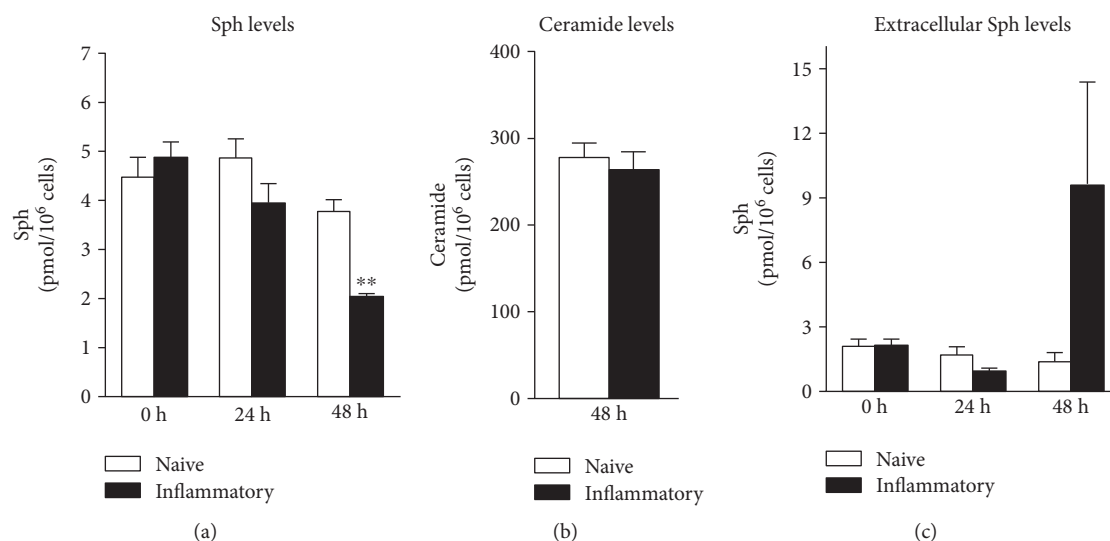 Sph levels
Sph
(pmol/10⁶ cells)
7
6
5
4
3
2
1
0
**
0 h
24 h
48 h
Naive
Inflammatory
(a)
Ceramide levels
Ceramide
(pmol/10⁶ cells)
400
300
200
100
0
48 h
Naive
Inflammatory
(b)
Extracellular Sph levels
Sph
(pmol/10⁶ cells)
15
12
9
6
3
0
0 h
24 h
48 h
Naive
Inflammatory
(c)